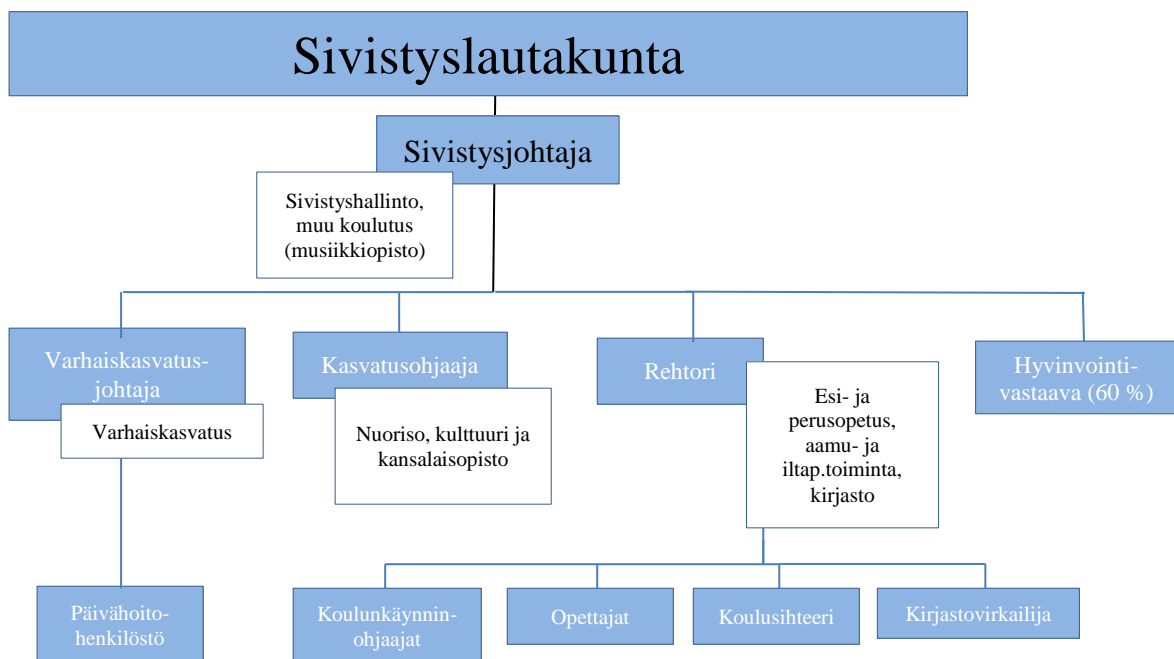 Sivistyslautakunta
Sivistysjohtaja
Sivistyshallinto,
muu koulutus
(musiikkiopisto)
Varhaiskasvatus-
johtaja
Varhaiskasvatus
Kasvatusohjaaja
Nuoriso, kulttuuri ja
kansalaisopisto
Rehtori
Esi- ja
perusopetus,
aamu- ja
iltap.toiminta,
kirjasto
Hyvinvointi-
vastaava (60 %)
Päivähoito-
henkilöstö
Koulunkäynnin-
ohjaajat
Opettajat
Koulusihteeri
Kirjastovirkailija